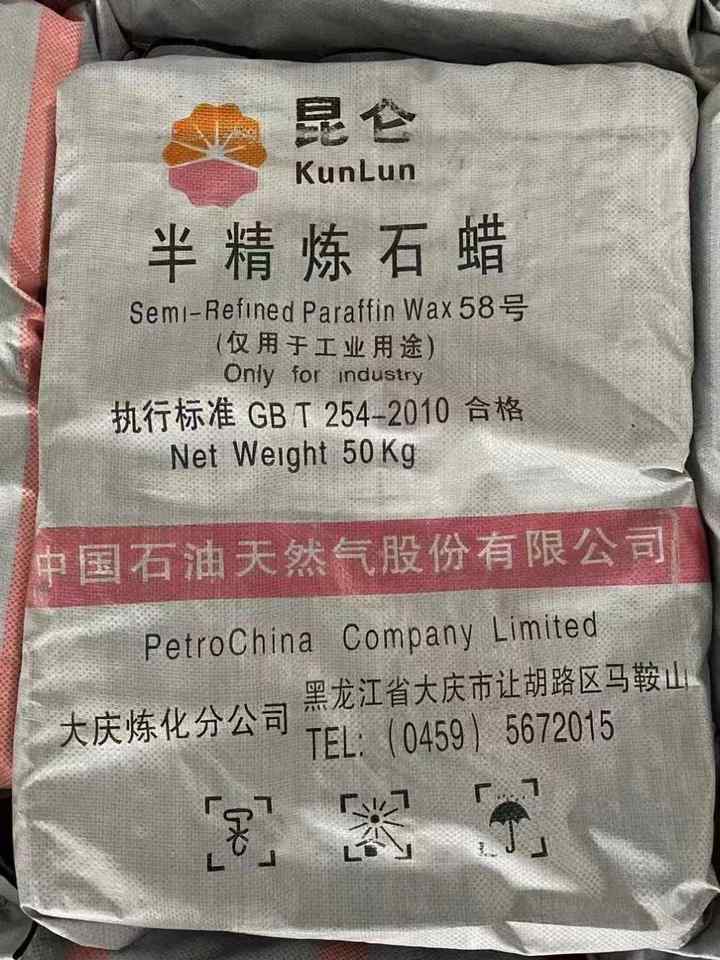 昆仑
KunLun
半精炼石蜡
Semi-Refined Paraffin Wax 58号
(仅用于工业用途)
Only for industry
执行标准 GB T 254-2010 合格
Net Weight 50Kg
中国石油天然气股份有限公司
PetroChina Company Limited
大庆炼化分公司
黑龙江省大庆市让胡路区马鞍山
TEL: (0459) 5672015